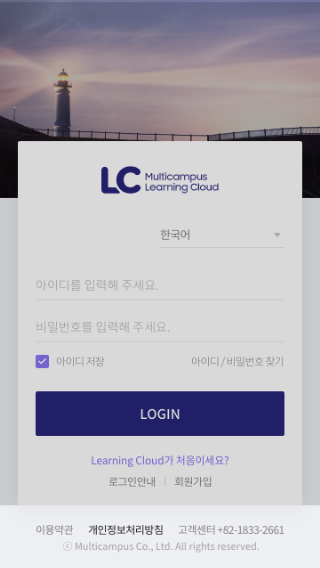 LC Multicampus
Learning Cloud
한국어
아이디를 입력해 주세요.
비밀번호를 입력해 주세요.
아이디 저장 아이디 / 비밀번호 찾기
LOGIN
Learning Cloud가 처음이세요?
로그인안내 | 회원가입
이용약관 개인정보처리방침 고객센터 +82-1833-2661
ⓒ Multicampus Co., Ltd. All rights reserved.